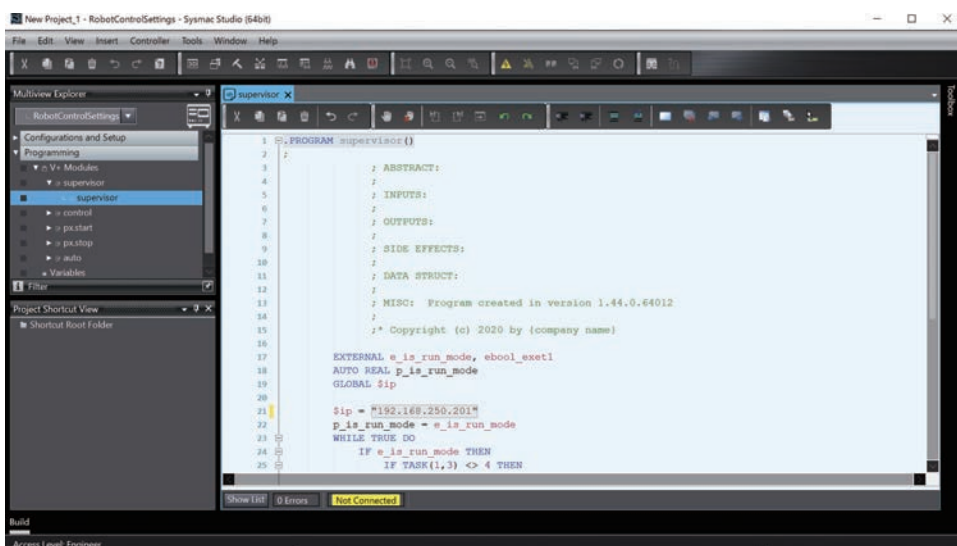 New Project_1 - RobotControlSettings - Sysmac Studio (64bit)
File Edit View Insert Controller Tools Window Help
Multiview Explorer
RobotControlSettings
Configurations and Setup
Programming
V+ Modules
supervisor
supervisor
control
px.start
px.stop
auto
Variables
Filter
Project Shortcut View
Shortcut Root Folder
supervisor
1 .PROGRAM supervisor()
2 ;
3 ; ABSTRACT:
4 ;
5 ; INPUTS:
6 ;
7 ; OUTPUTS:
8 ;
9 ; SIDE EFFECTS:
10 ;
11 ; DATA STRUCT:
12 ;
13 ; MISC: Program created in version 1.44.0.64012
14 ;
15 ;* Copyright (c) 2020 by {company name}
16
17 EXTERNAL e_is_run_mode, ebool_exet1
18 AUTO REAL p_is_run_mode
19 GLOBAL $ip
20
21 $ip = "192.168.250.201"
22 p_is_run_mode = e_is_run_mode
23 WHILE TRUE DO
24 IF e_is_run_mode THEN
25 IF TASK(1,3) <> 4 THEN
Show List 0 Errors Not Connected
Toolbox
Build
Access Level: Engineer